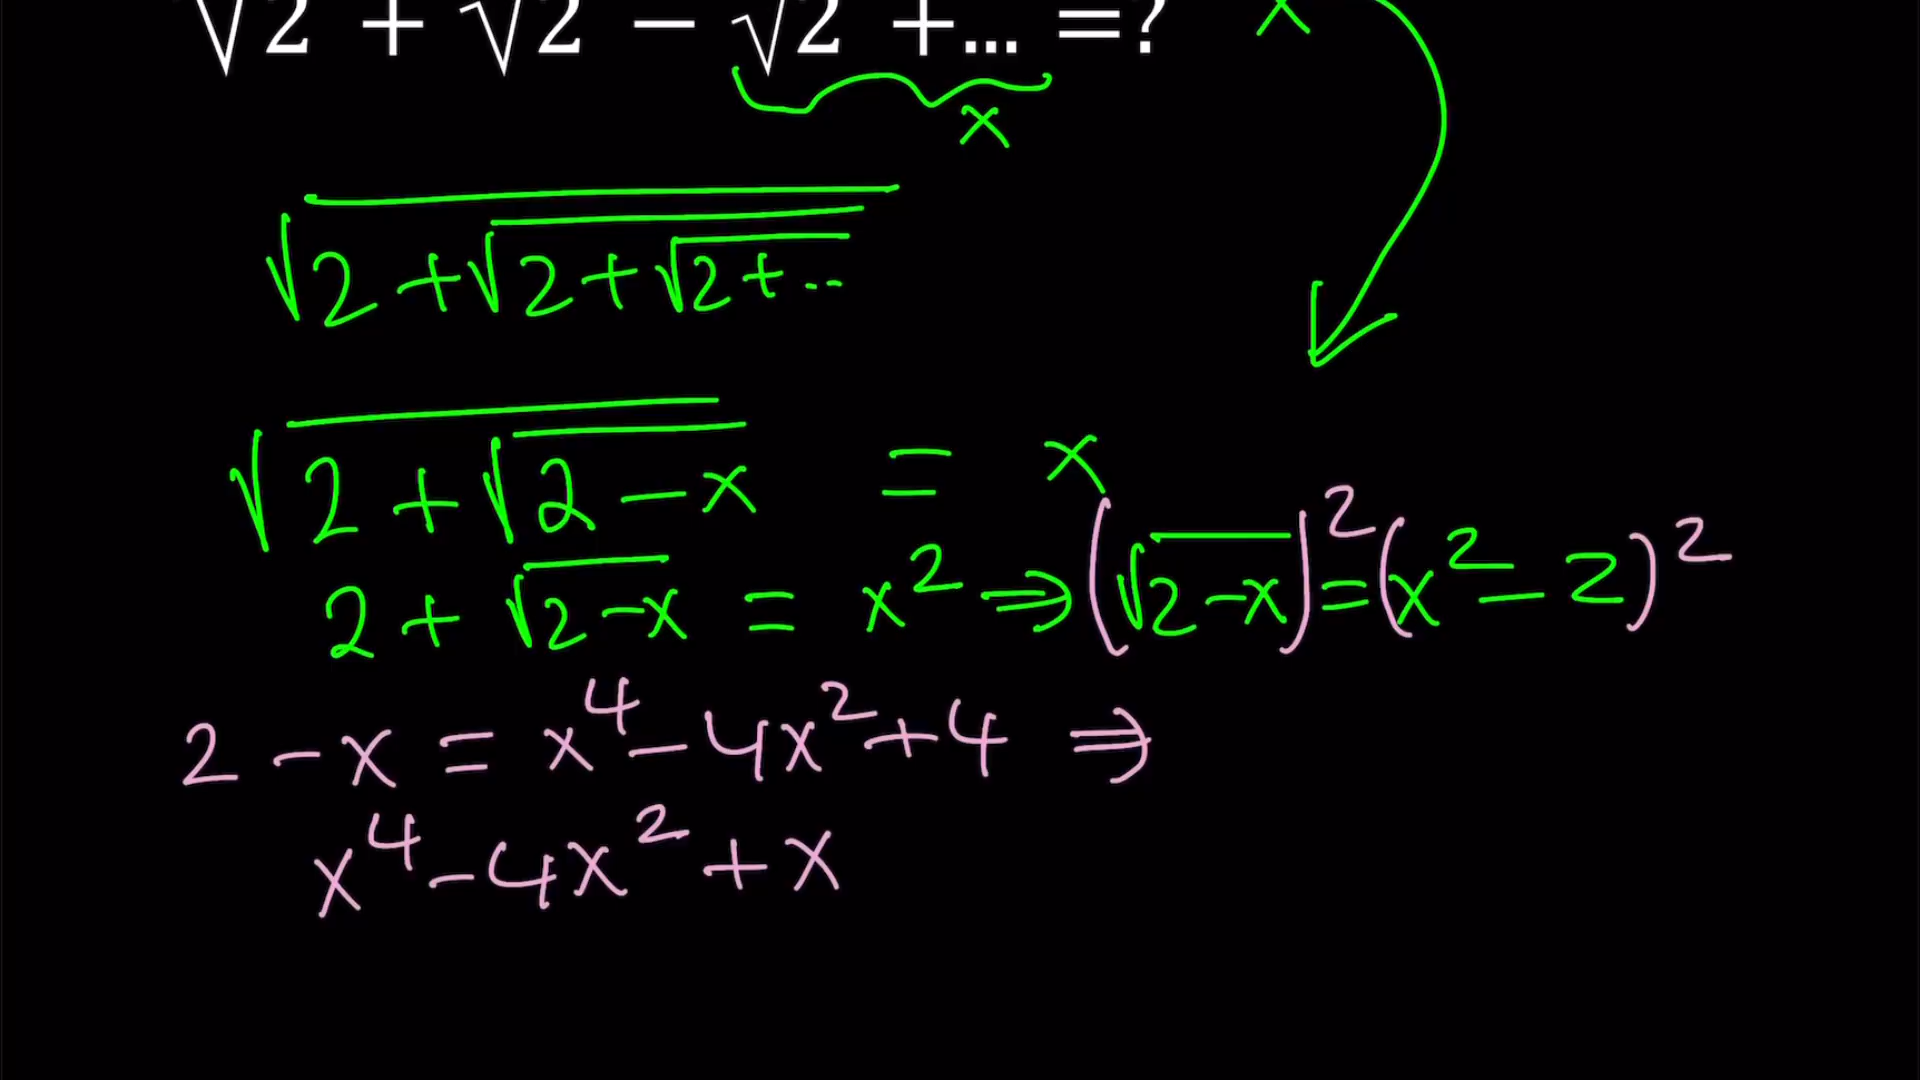 √2 + √2 − √2 +... =? x
x
√2+√2+√2+..
√2+√2−x = x
2+√2−x = x² ⇒ (√2−x)² = (x²−2)²
2−x = x⁴−4x²+4 ⇒
x⁴−4x²+x